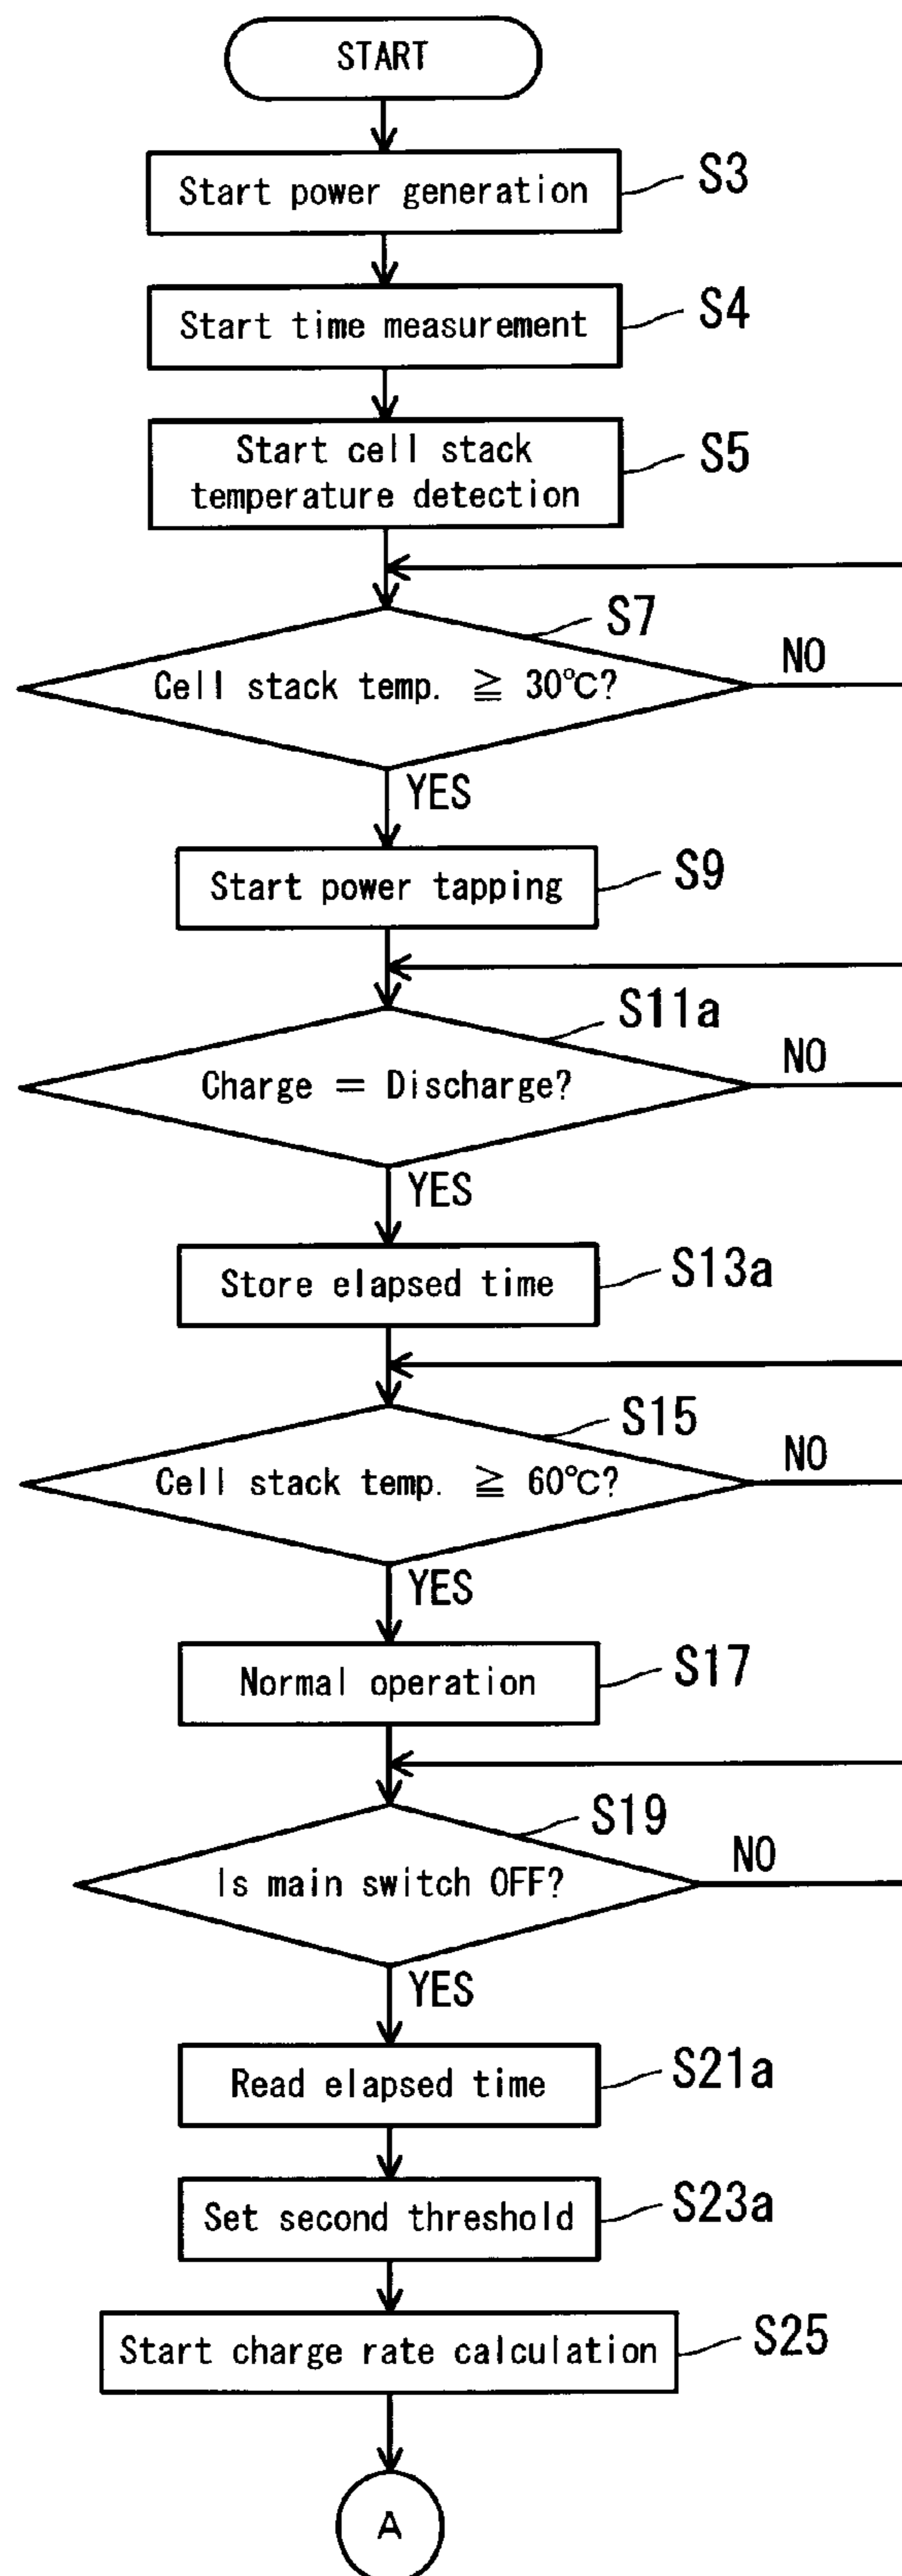 START
Start power generation
S3
Start time measurement
S4
Start cell stack
temperature detection
S5
S7
Cell stack temp. ≧ 30℃?
NO
YES
Start power tapping
S9
S11a
Charge = Discharge?
NO
YES
Store elapsed time
S13a
S15
Cell stack temp. ≧ 60℃?
NO
YES
Normal operation
S17
S19
Is main switch OFF?
NO
YES
Read elapsed time
S21a
Set second threshold
S23a
Start charge rate calculation
S25
A